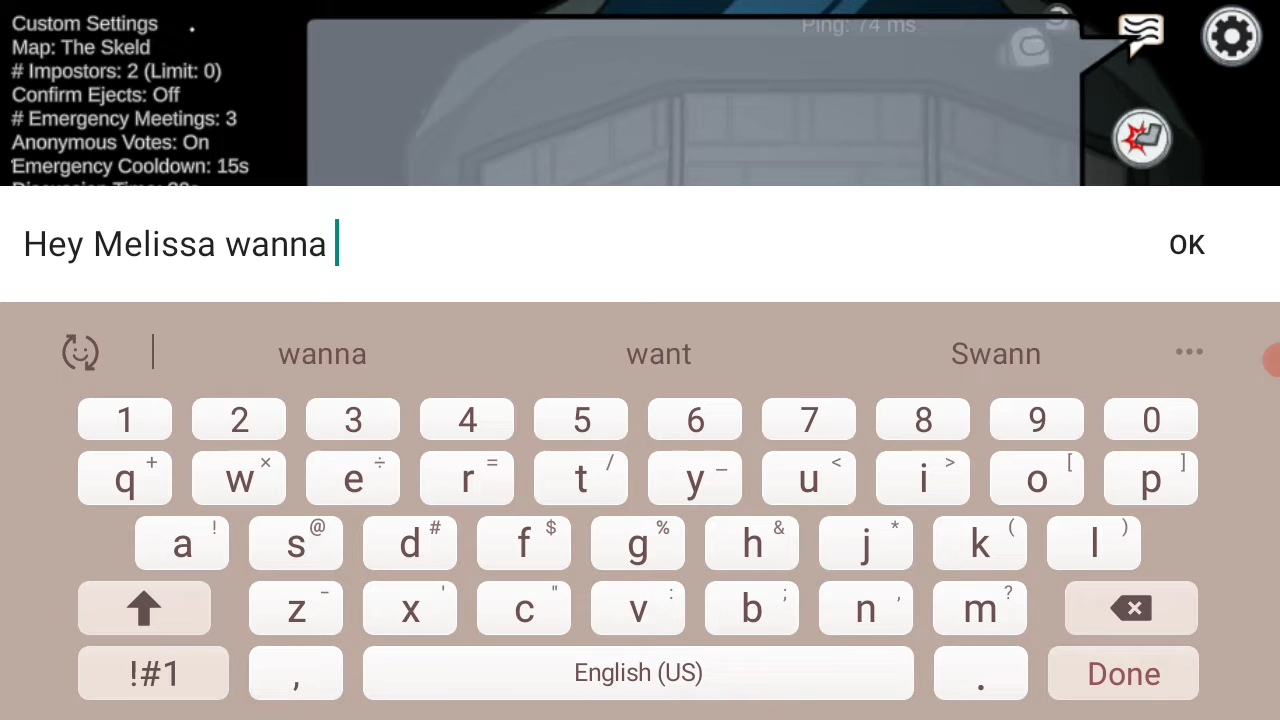 Custom Settings
Map: The Skeld
# Impostors: 2 (Limit: 0)
Confirm Ejects: Off
# Emergency Meetings: 3
Anonymous Votes: On
Emergency Cooldown: 15s
Ping: 74 ms
Hey Melissa wanna
OK
wanna want Swann
1 2 3 4 5 6 7 8 9 0
q + w × e ÷ r = t / y _ u < i > o [ p ]
a ! s @ d # f $ g % h & j * k ( l )
z - x ' c " v : b ; n , m ?
!#1 , English (US) . Done